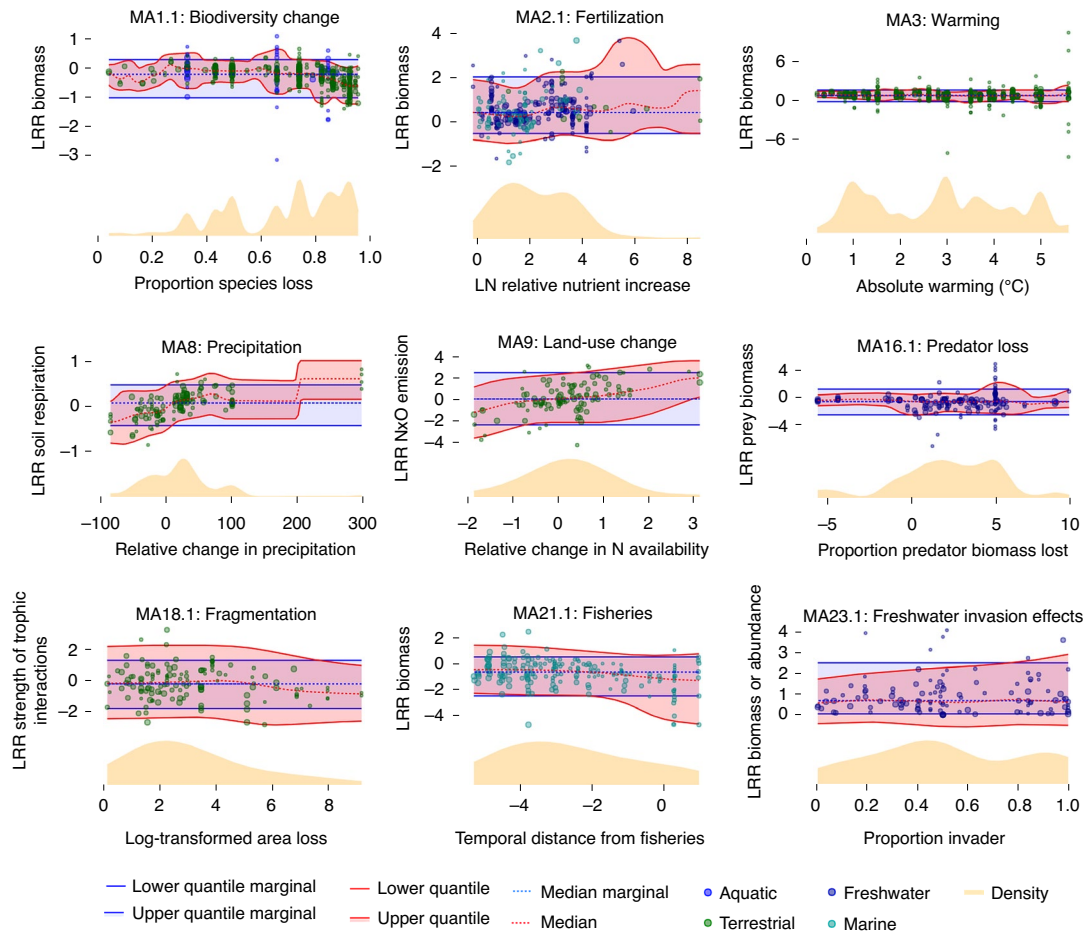 MA1.1: Biodiversity change
LRR biomass
1
0
−1
−2
−3
0
0.2
0.4
0.6
0.8
1.0
Proportion species loss
MA2.1: Fertilization
LRR biomass
4
2
0
−2
0
2
4
6
8
LN relative nutrient increase
MA3: Warming
LRR biomass
6
0
−6
0
1
2
3
4
5
Absolute warming (°C)
MA8: Precipitation
LRR soil respiration
1
0
−1
−100
0
100
200
300
Relative change in precipitation
MA9: Land-use change
LRR NxO emission
4
2
0
−2
−4
−2
−1
0
1
2
3
Relative change in N availability
MA16.1: Predator loss
LRR prey biomass
4
0
−4
−5
0
5
10
Proportion predator biomass lost
MA18.1: Fragmentation
LRR strength of trophic
interactions
2
0
−2
0
2
4
6
8
Log-transformed area loss
MA21.1: Fisheries
LRR biomass
2
0
−2
−4
−4
−2
0
Temporal distance from fisheries
MA23.1: Freshwater invasion effects
LRR biomass or abundance
4
3
2
1
0
0
0.2
0.4
0.6
0.8
1.0
Proportion invader
Lower quantile marginal
Upper quantile marginal
Lower quantile
Upper quantile
Median marginal
Median
Aquatic
Terrestrial
Freshwater
Marine
Density